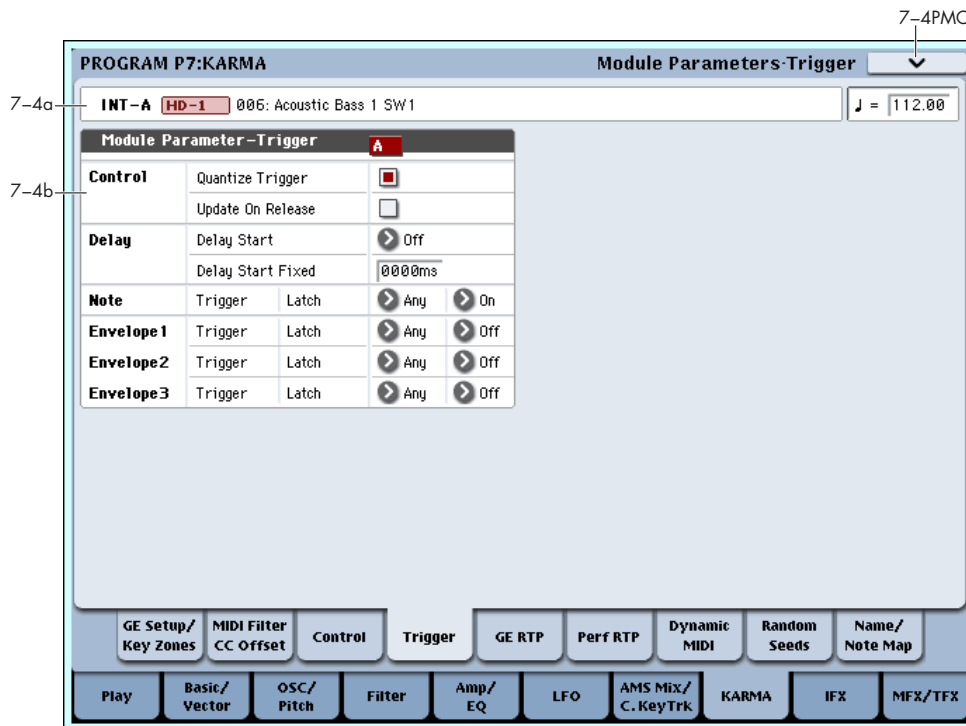 7–4PMC
PROGRAM P7:KARMA Module Parameters-Trigger
7–4a INT-A HD-1 006: Acoustic Bass 1 SW1 ♩ = 112.00
Module Parameter-Trigger A
7–4b Control Quantize Trigger
Update On Release
Delay Delay Start Off
Delay Start Fixed 0000ms
Note Trigger Latch Any On
Envelope1 Trigger Latch Any Off
Envelope2 Trigger Latch Any Off
Envelope3 Trigger Latch Any Off
GE Setup/ Key Zones
MIDI Filter CC Offset
Control
Trigger
GE RTP
Perf RTP
Dynamic MIDI
Random Seeds
Name/ Note Map
Play
Basic/ Vector
OSC/ Pitch
Filter
Amp/ EQ
LFO
AMS Mix/ C.KeyTrk
KARMA
IFX
MFX/TFX